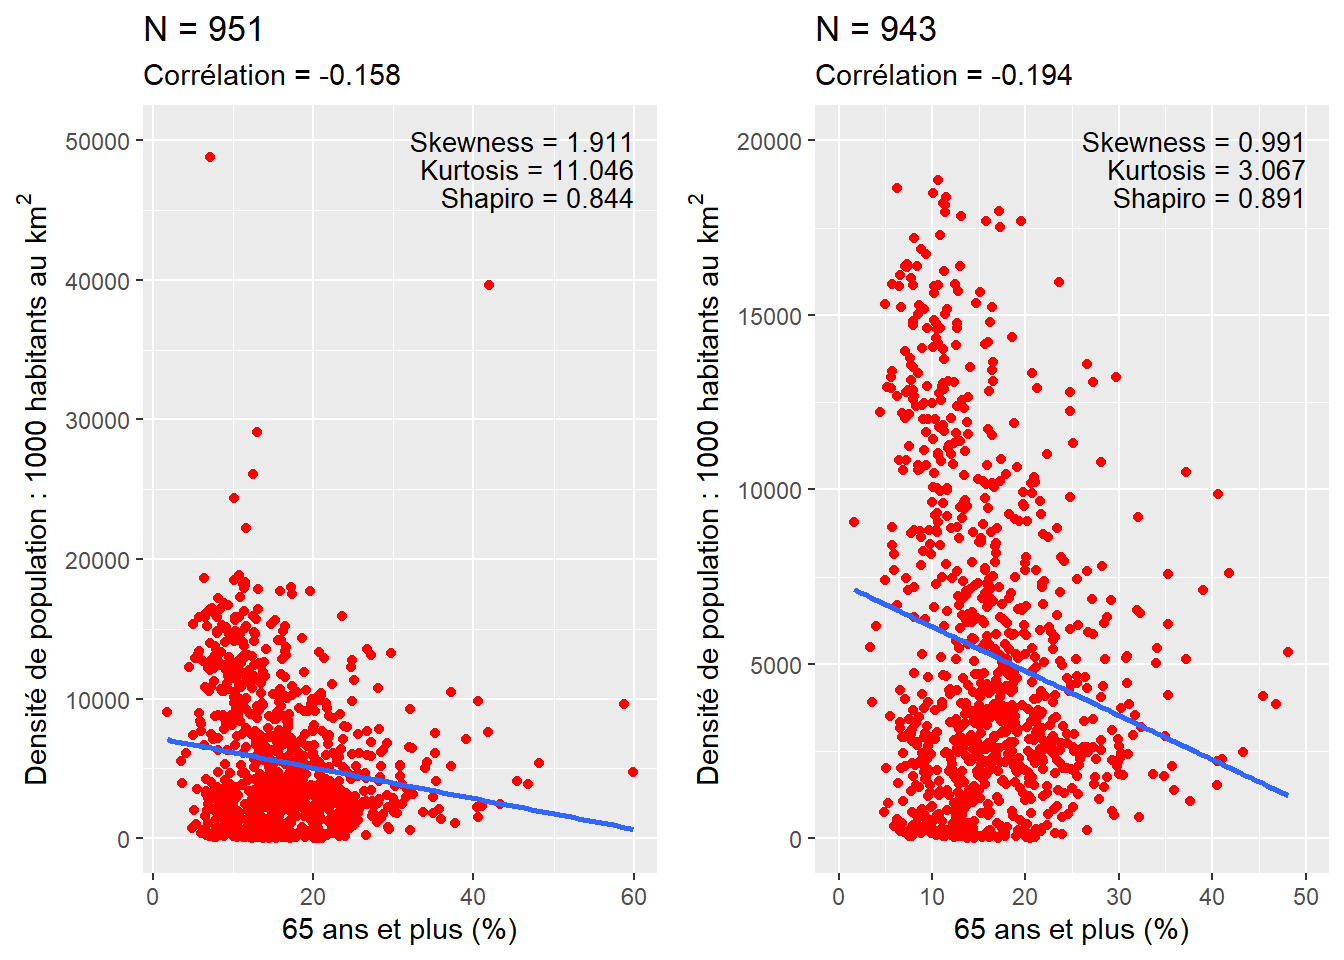 N = 951
Corrélation = -0.158
Skewness = 1.911
Kurtosis = 11.046
Shapiro = 0.844
50000
40000
30000
20000
10000
0
Densité de population : 1000 habitants au km²
0 20 40 60
65 ans et plus (%)
N = 943
Corrélation = -0.194
Skewness = 0.991
Kurtosis = 3.067
Shapiro = 0.891
20000
15000
10000
5000
0
Densité de population : 1000 habitants au km²
0 10 20 30 40 50
65 ans et plus (%)